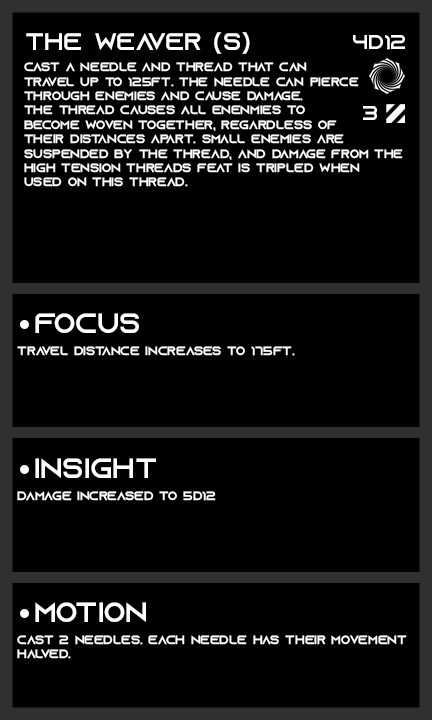 THE WEAVER (S) 4D12
CAST A NEEDLE AND THREAD THAT CAN
TRAVEL UP TO 125FT. THE NEEDLE CAN PIERCE
THROUGH ENEMIES AND CAUSE DAMAGE.
THE THREAD CAUSES ALL ENENMIES TO
3
BECOME WOVEN TOGETHER, REGARDLESS OF
THEIR DISTANCES APART. SMALL ENEMIES ARE
SUSPENDED BY THE THREAD, AND DAMAGE FROM THE
HIGH TENSION THREADS FEAT IS TRIPLED WHEN
USED ON THIS THREAD.
•FOCUS
TRAVEL DISTANCE INCREASES TO 175FT.
•INSIGHT
DAMAGE INCREASED TO 5D12
•MOTION
CAST 2 NEEDLES. EACH NEEDLE HAS THEIR MOVEMENT
HALVED.